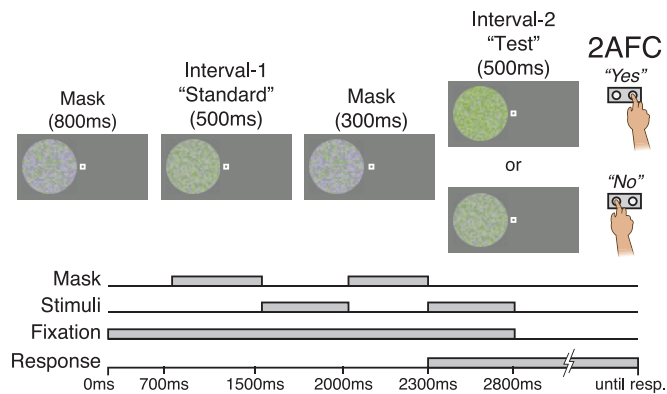 Mask
(800ms)
Interval-1
“Standard”
(500ms)
Mask
(300ms)
Interval-2
“Test”
(500ms)
2AFC
“Yes”
or
“No”
Mask
Stimuli
Fixation
Response
0ms 700ms 1500ms 2000ms 2300ms 2800ms until resp.